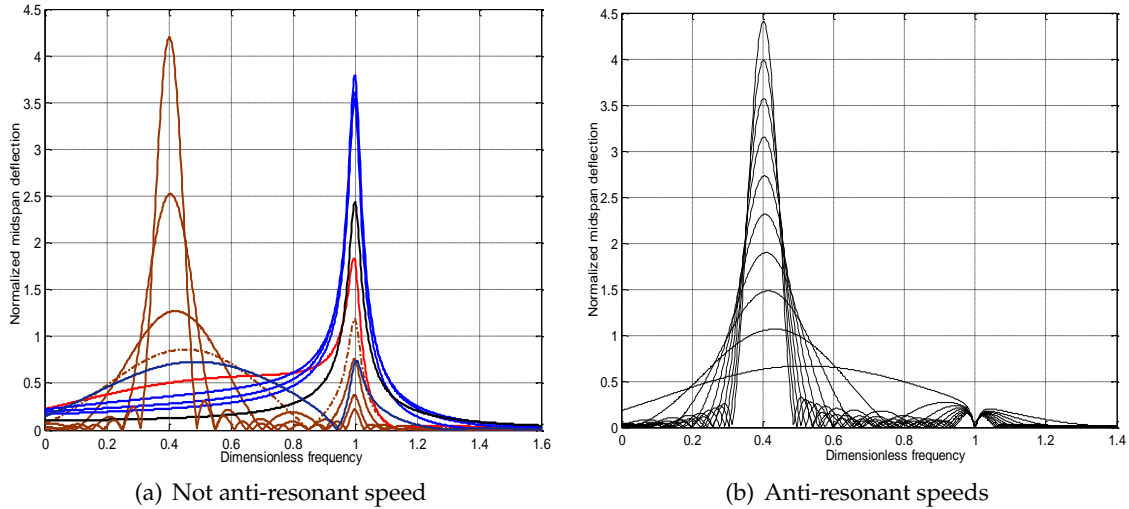 4.5
4
3.5
3
2.5
2
1.5
1
0.5
0
Normalized midspan deflection
0 0.2 0.4 0.6 0.8 1 1.2 1.4 1.6
Dimensionless frequency
(a) Not anti-resonant speed
4.5
4
3.5
3
2.5
2
1.5
1
0.5
0
Normalized midspan deflection
0 0.2 0.4 0.6 0.8 1 1.2 1.4
Dimensionless frequency
(b) Anti-resonant speeds